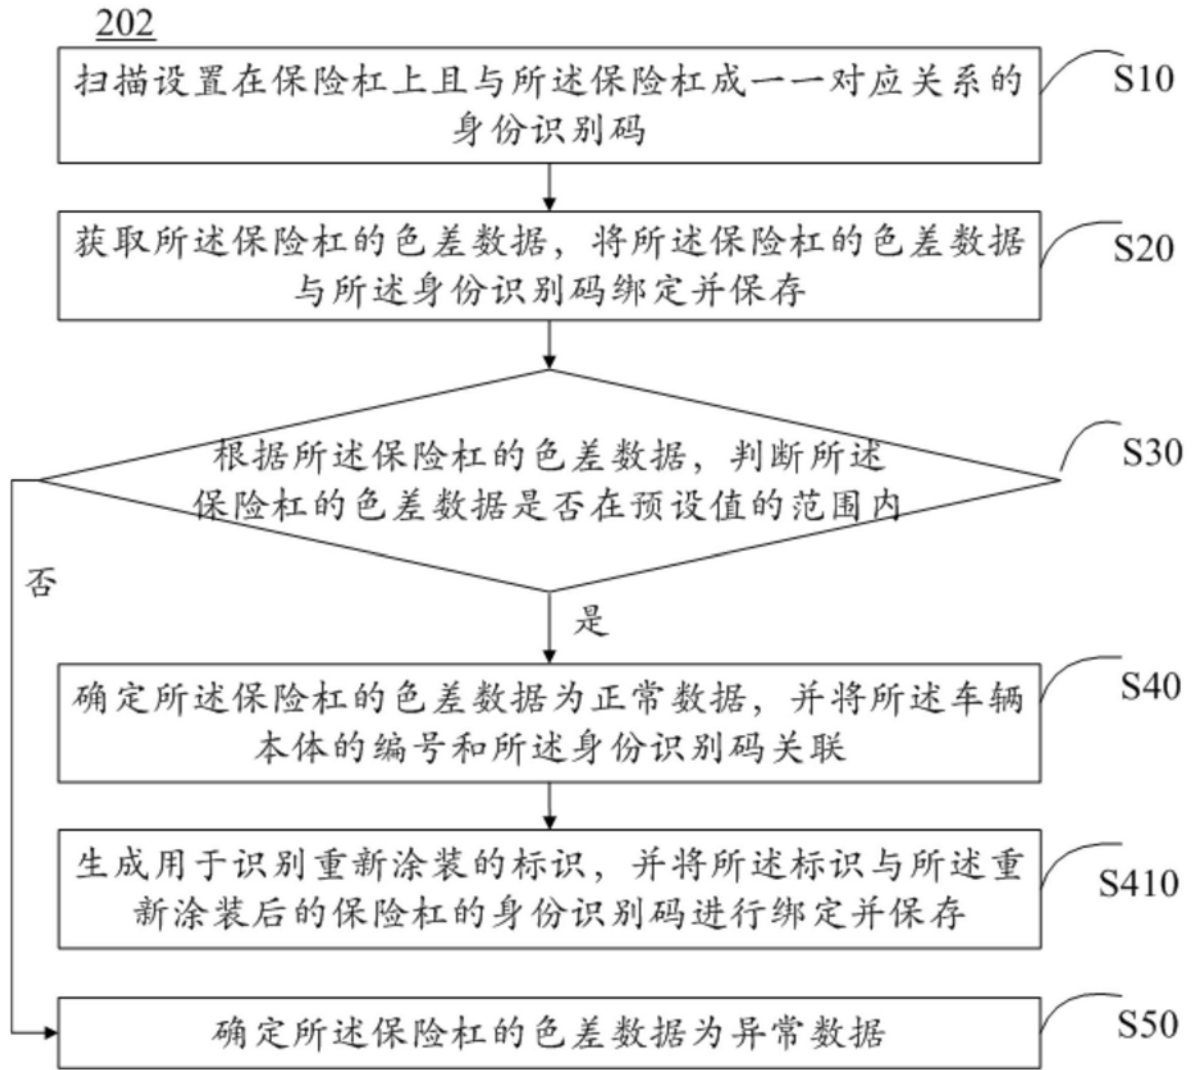 202
扫描设置在保险杠上且与所述保险杠成一一对应关系的
身份识别码
S10
获取所述保险杠的色差数据，将所述保险杠的色差数据
与所述身份识别码绑定并保存
S20
根据所述保险杠的色差数据，判断所述
保险杠的色差数据是否在预设值的范围内
S30
否
是
确定所述保险杠的色差数据为正常数据，并将所述车辆
本体的编号和所述身份识别码关联
S40
生成用于识别重新涂装的标识，并将所述标识与所述重
新涂装后的保险杠的身份识别码进行绑定并保存
S410
确定所述保险杠的色差数据为异常数据
S50